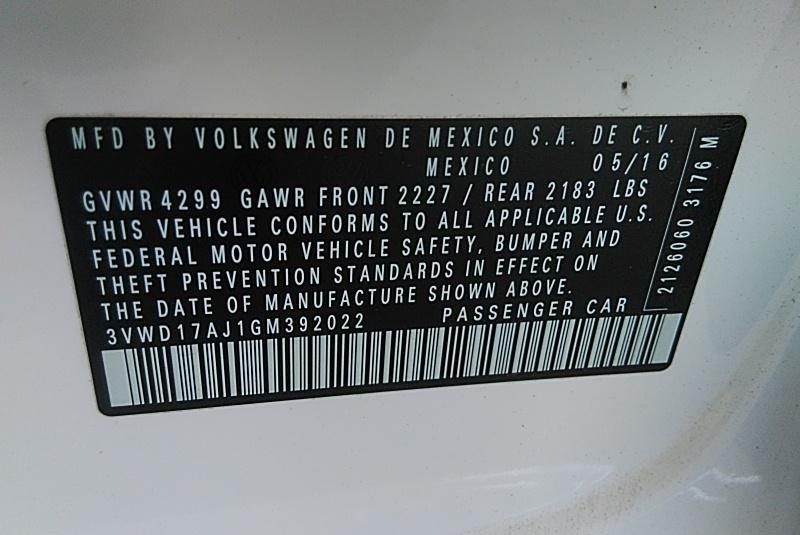 MFD BY VOLKSWAGEN DE MEXICO S.A. DE C.V.
MEXICO 05/16
GVWR 4299 GAWR FRONT 2227 / REAR 2183 LBS
THIS VEHICLE CONFORMS TO ALL APPLICABLE U.S.
FEDERAL MOTOR VEHICLE SAFETY, BUMPER AND
THEFT PREVENTION STANDARDS IN EFFECT ON
THE DATE OF MANUFACTURE SHOWN ABOVE.
3VWD17AJ1GM392022 PASSENGER CAR
2126060 3176 M